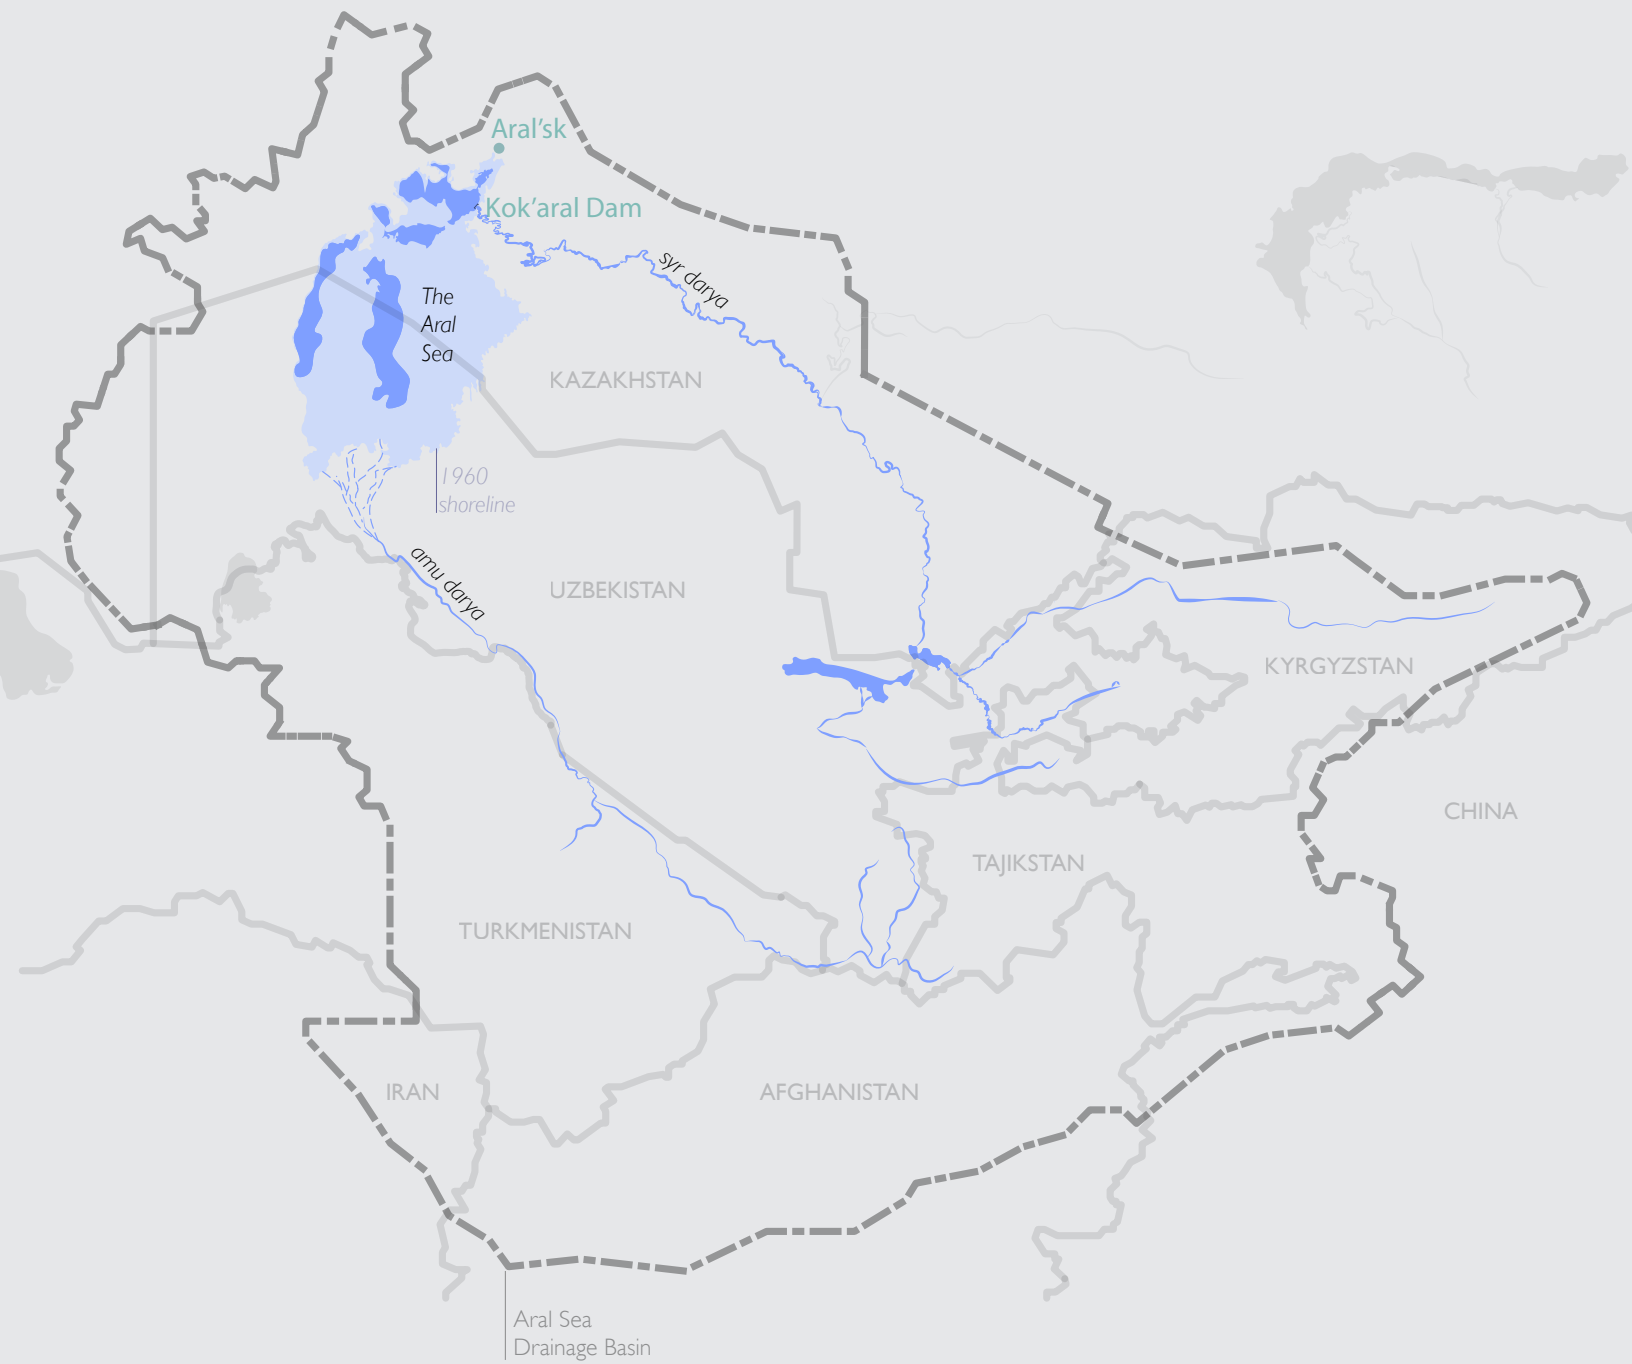 Aral'sk
Kok'aral Dam
syr darya
The
Aral
Sea
KAZAKHSTAN
1960
shoreline
amu darya
UZBEKISTAN
KYRGYZSTAN
CHINA
TAJIKSTAN
TURKMENISTAN
IRAN
AFGHANISTAN
Aral Sea
Drainage Basin